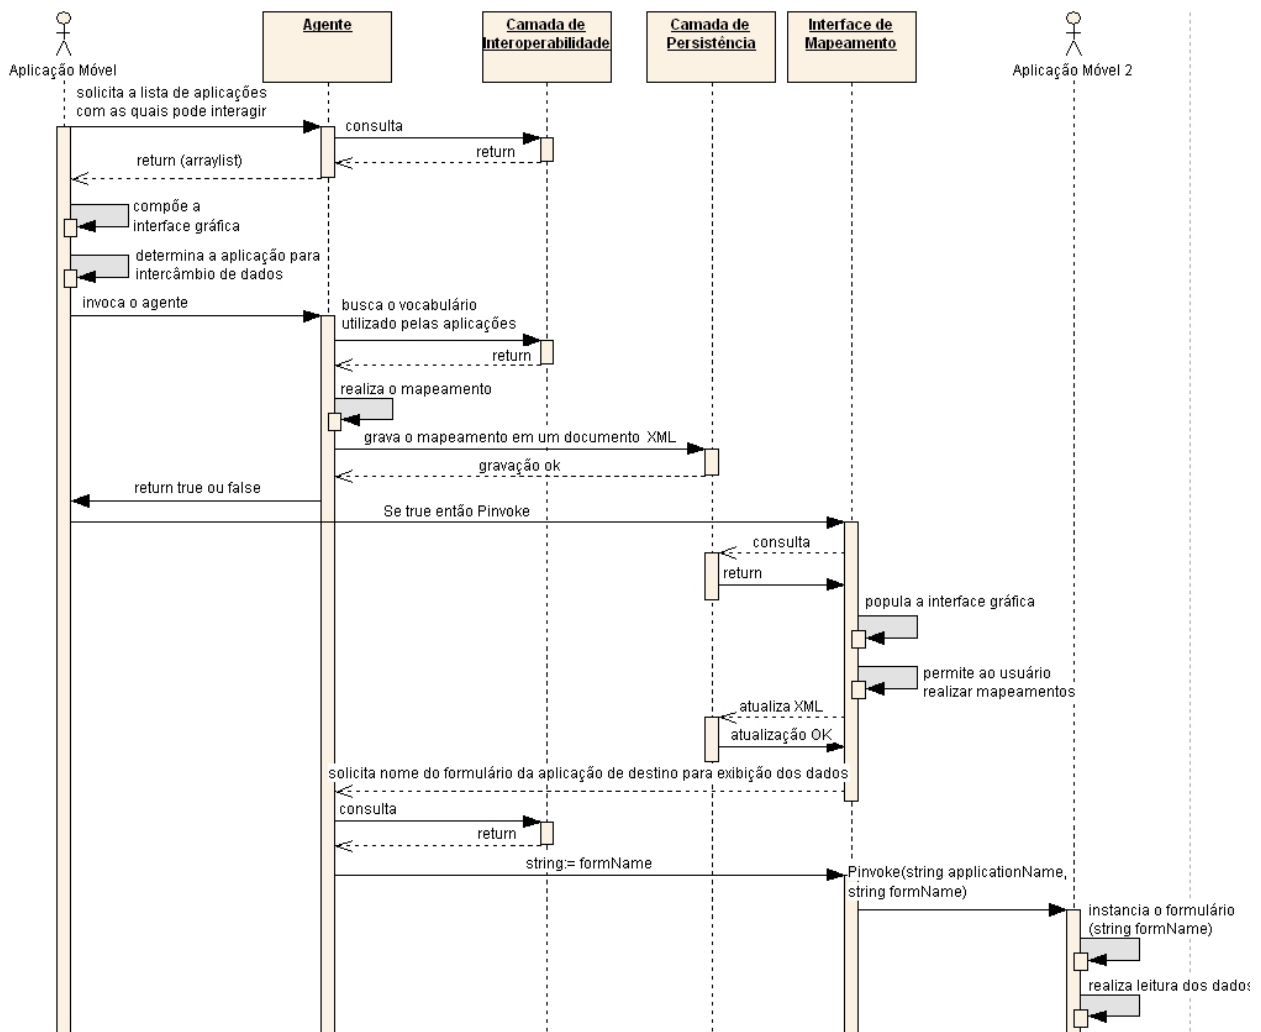 Agente
Camada de
Interoperabilidade
Camada de
Persistência
Interface de
Mapeamento
Aplicação Móvel
Aplicação Móvel 2
solicita a lista de aplicações
com as quais pode interagir
consulta
return
return (arraylist)
compõe a
interface gráfica
determina a aplicação para
intercâmbio de dados
invoca o agente
busca o vocabulário
utilizado pelas aplicações
return
realiza o mapeamento
grava o mapeamento em um documento XML
gravação ok
return true ou false
Se true então Pinvoke
consulta
return
popula a interface gráfica
permite ao usuário
realizar mapeamentos
atualiza XML
atualização OK
solicita nome do formulário da aplicação de destino para exibição dos dados
consulta
return
string:= formName
Pinvoke(string applicationName,
string formName)
instancia o formulário
(string formName)
realiza leitura dos dados